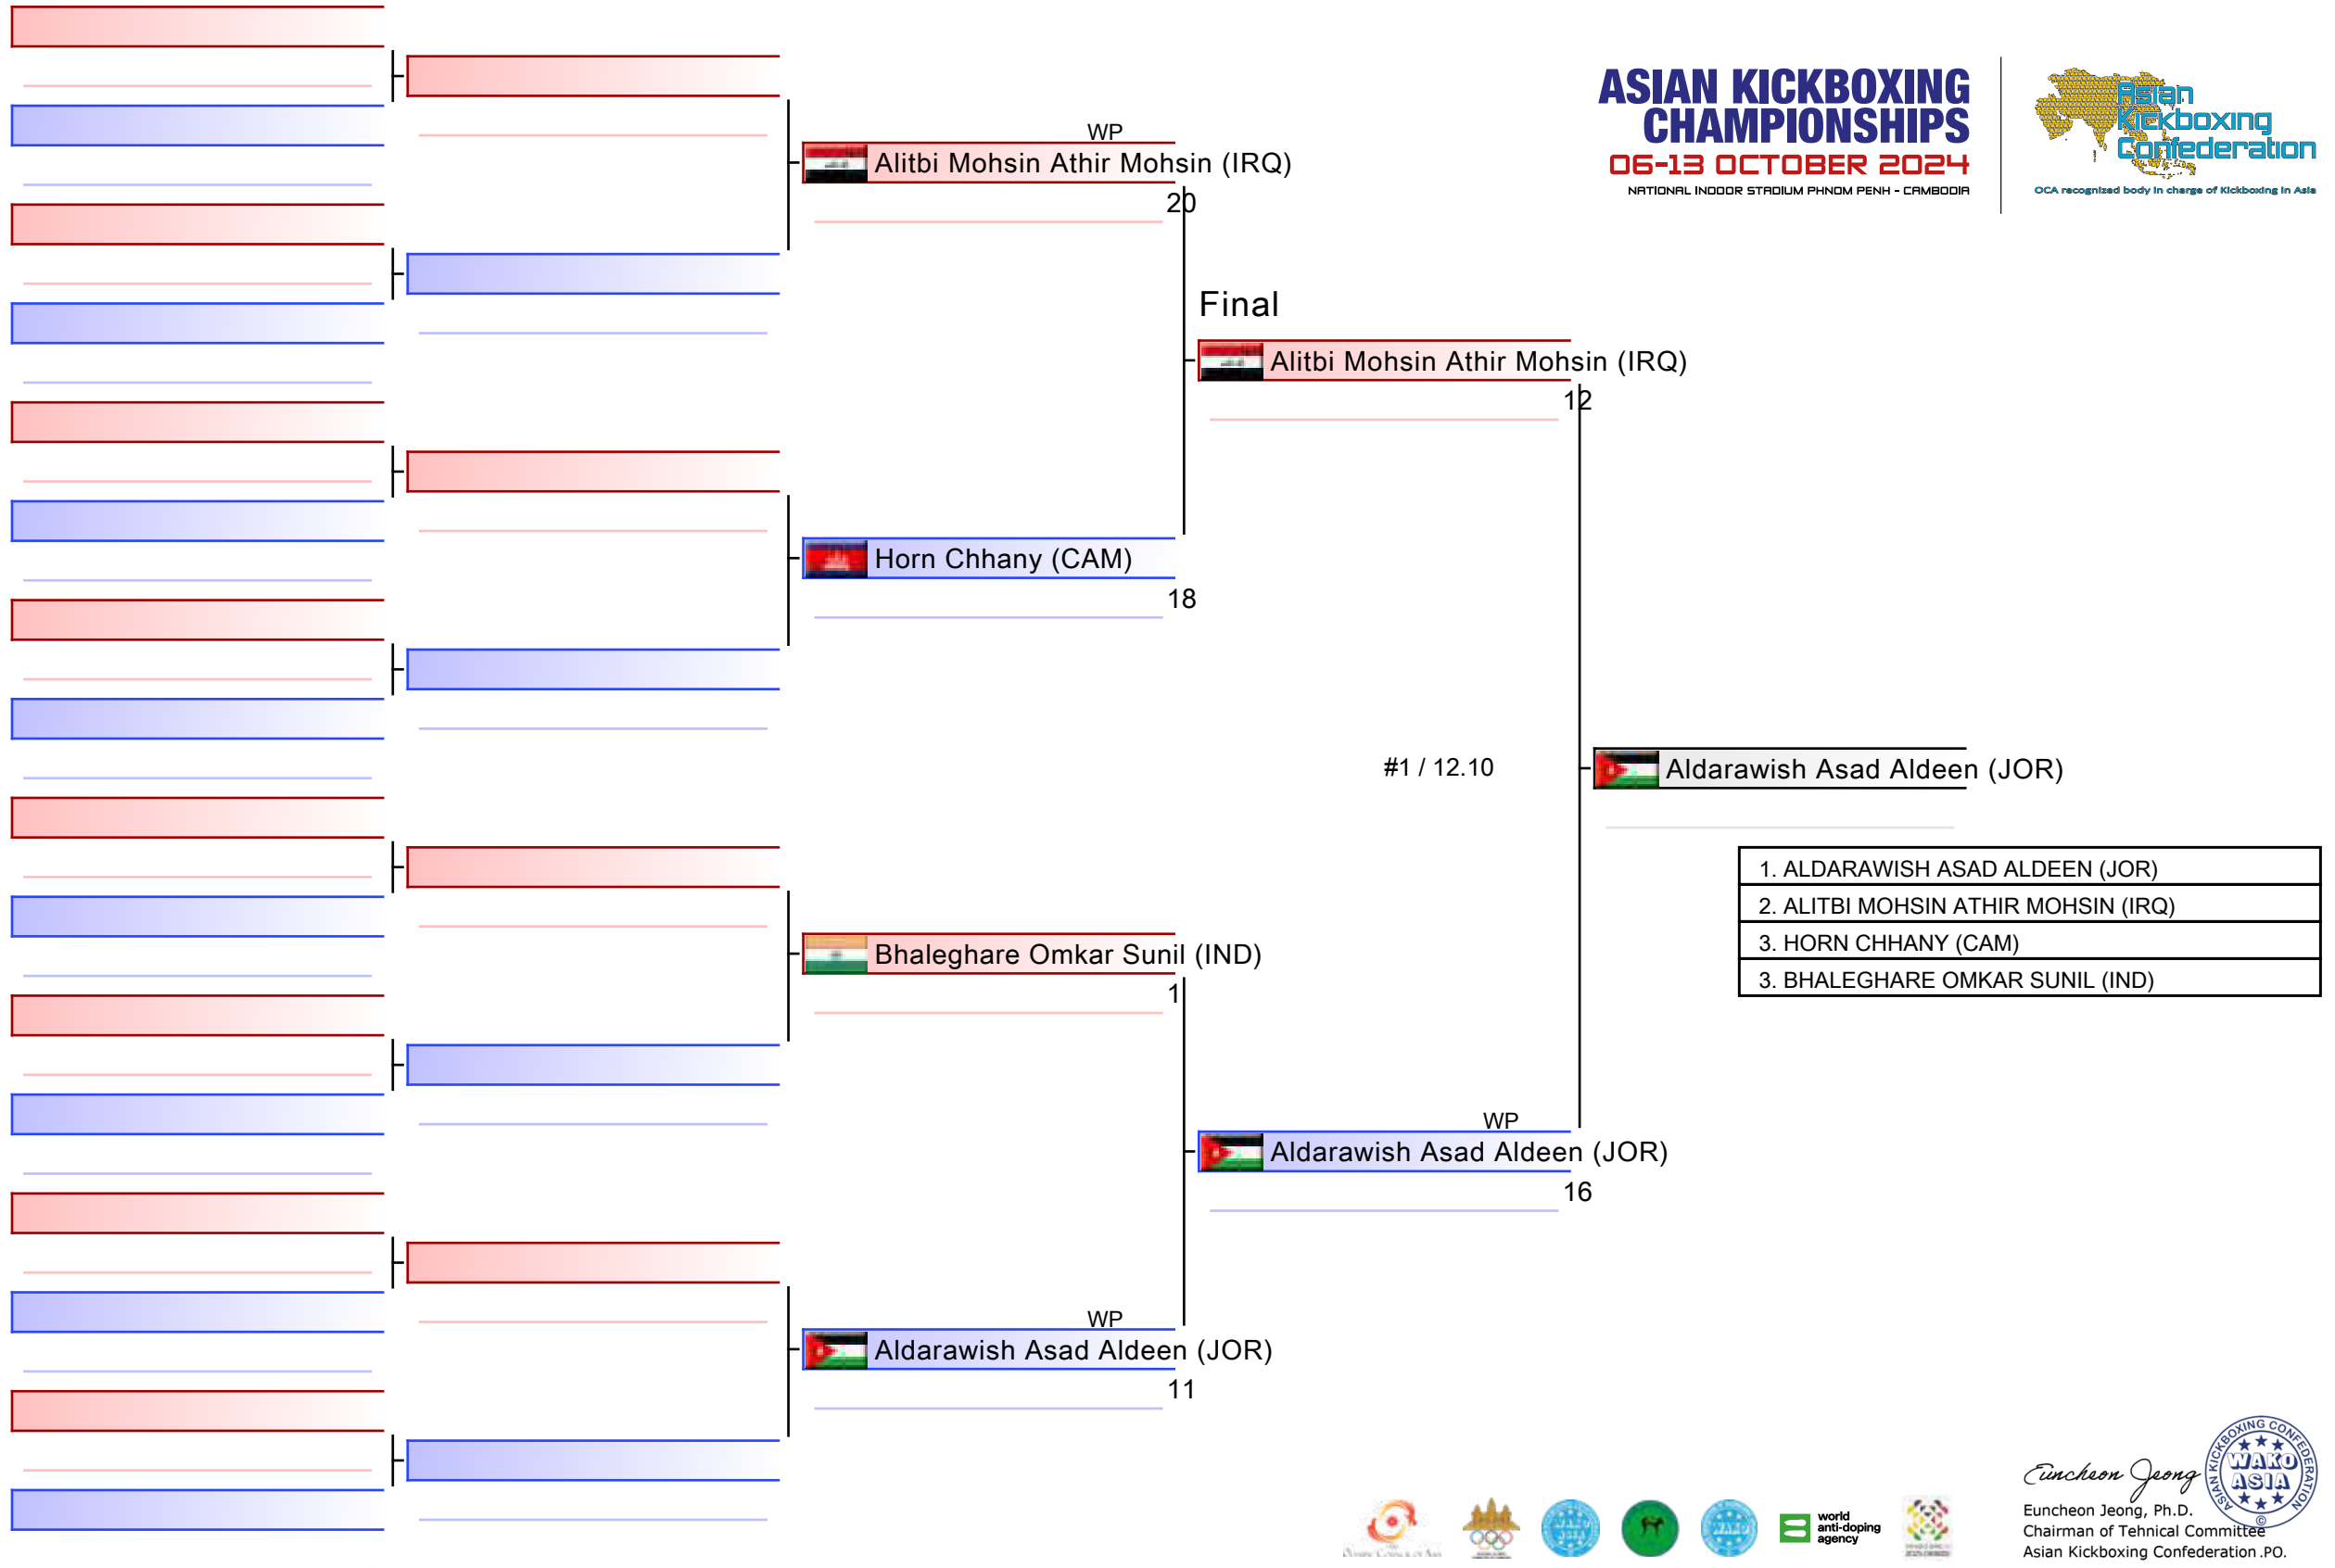 ASIAN KICKBOXING
CHAMPIONSHIPS
06-13 OCTOBER 2024
NATIONAL INDOOR STADIUM PHNOM PENH - CAMBODIA
Asian
Kickboxing
Confederation
OCA recognized body in charge of Kickboxing in Asia
WP
Alitbi Mohsin Athir Mohsin (IRQ)
20
Final
Alitbi Mohsin Athir Mohsin (IRQ)
12
Horn Chhany (CAM)
18
#1 / 12.10
Aldarawish Asad Aldeen (JOR)
1. ALDARAWISH ASAD ALDEEN (JOR)
2. ALITBI MOHSIN ATHIR MOHSIN (IRQ)
3. HORN CHHANY (CAM)
3. BHALEGHARE OMKAR SUNIL (IND)
Bhaleghare Omkar Sunil (IND)
1
WP
Aldarawish Asad Aldeen (JOR)
16
WP
Aldarawish Asad Aldeen (JOR)
11
Euncheon Jeong
ASIAN KICKBOXING CONFEDERATION
WAKO
ASIA
©
Euncheon Jeong, Ph.D.
Chairman of Tehnical Committee
Asian Kickboxing Confederation .PO.
world
anti-doping
agency